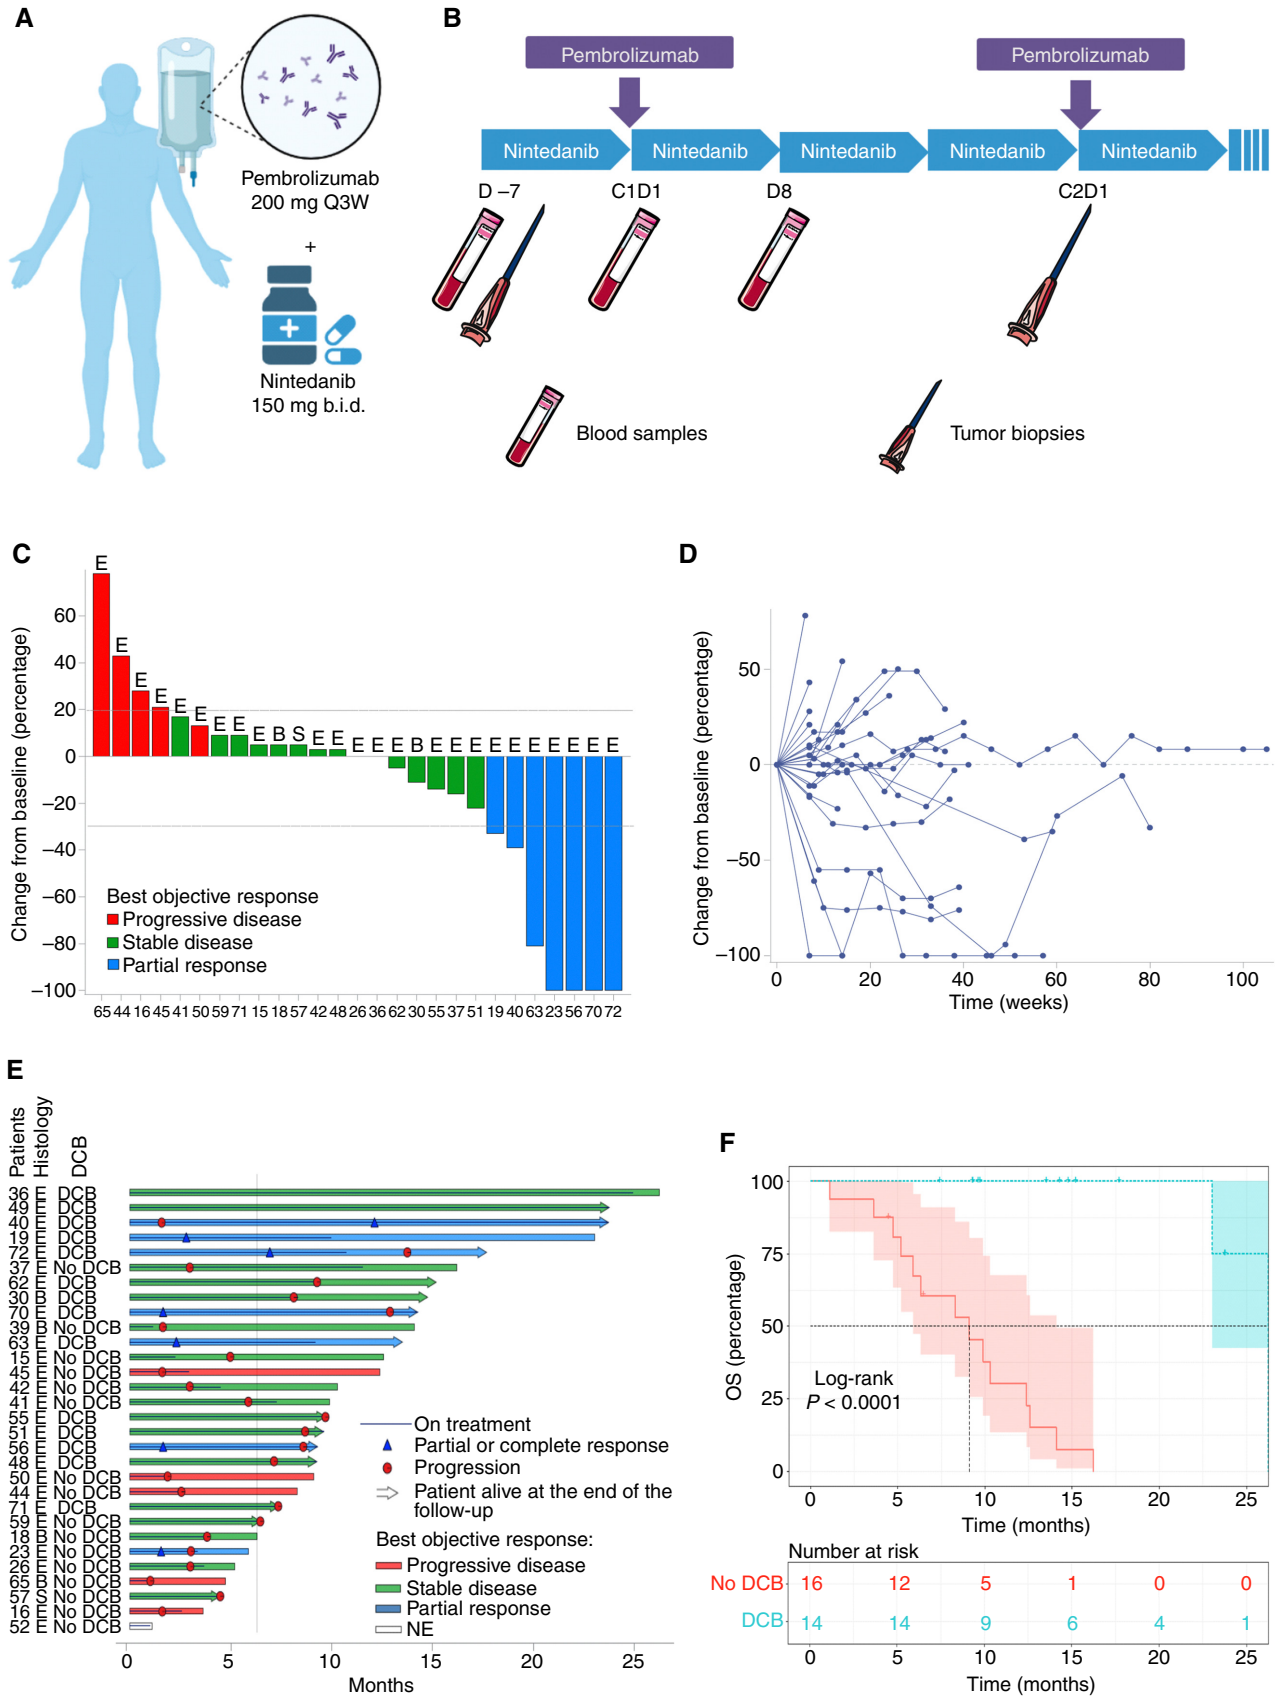 A
Pembrolizumab
200 mg Q3W
+
Nintedanib
150 mg b.i.d.
B
Pembrolizumab Pembrolizumab
Nintedanib Nintedanib Nintedanib Nintedanib Nintedanib
D –7 C1D1 D8 C2D1
Blood samples Tumor biopsies
C
Change from baseline (percentage)
60
40
20
0
–20
–40
–60
–80
–100
E E E E E E E E E B S E E E E E B E E E E E E E E E E
Best objective response
Progressive disease
Stable disease
Partial response
65 44 16 45 41 50 59 71 15 18 57 42 48 26 36 62 30 55 37 51 19 40 63 23 56 70 72
D
Change from baseline (percentage)
50
0
–50
–100
0 20 40 60 80 100
Time (weeks)
E
Patients Histology DCB
36 E DCB
49 E DCB
40 E DCB
19 E DCB
72 E DCB
37 E No DCB
62 E DCB
30 B DCB
70 E DCB
39 B No DCB
63 E DCB
15 E No DCB
45 E No DCB
42 E No DCB
41 E No DCB
55 E DCB
51 E DCB
56 E DCB
48 E DCB
50 E No DCB
44 E No DCB
71 E DCB
59 E No DCB
18 B No DCB
23 E No DCB
26 E No DCB
65 B No DCB
57 S No DCB
16 E No DCB
52 E No DCB
On treatment
Partial or complete response
Progression
Patient alive at the end of the
follow-up
Best objective response:
Progressive disease
Stable disease
Partial response
NE
0 5 10 15 20 25
Months
F
OS (percentage)
100
75
50
25
0
Log-rank
P < 0.0001
0 5 10 15 20 25
Time (months)
Number at risk
No DCB 16 12 5 1 0 0
DCB 14 14 9 6 4 1
0 5 10 15 20 25
Time (months)